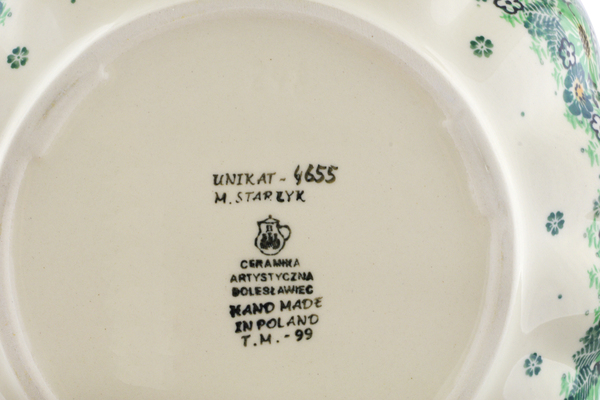 UNIKAT - 4655
M. STARZYK
CERAMIKA
ARTYSTYCZNA
BOLESŁAWIEC
HAND MADE
IN POLAND
T.M. - 99